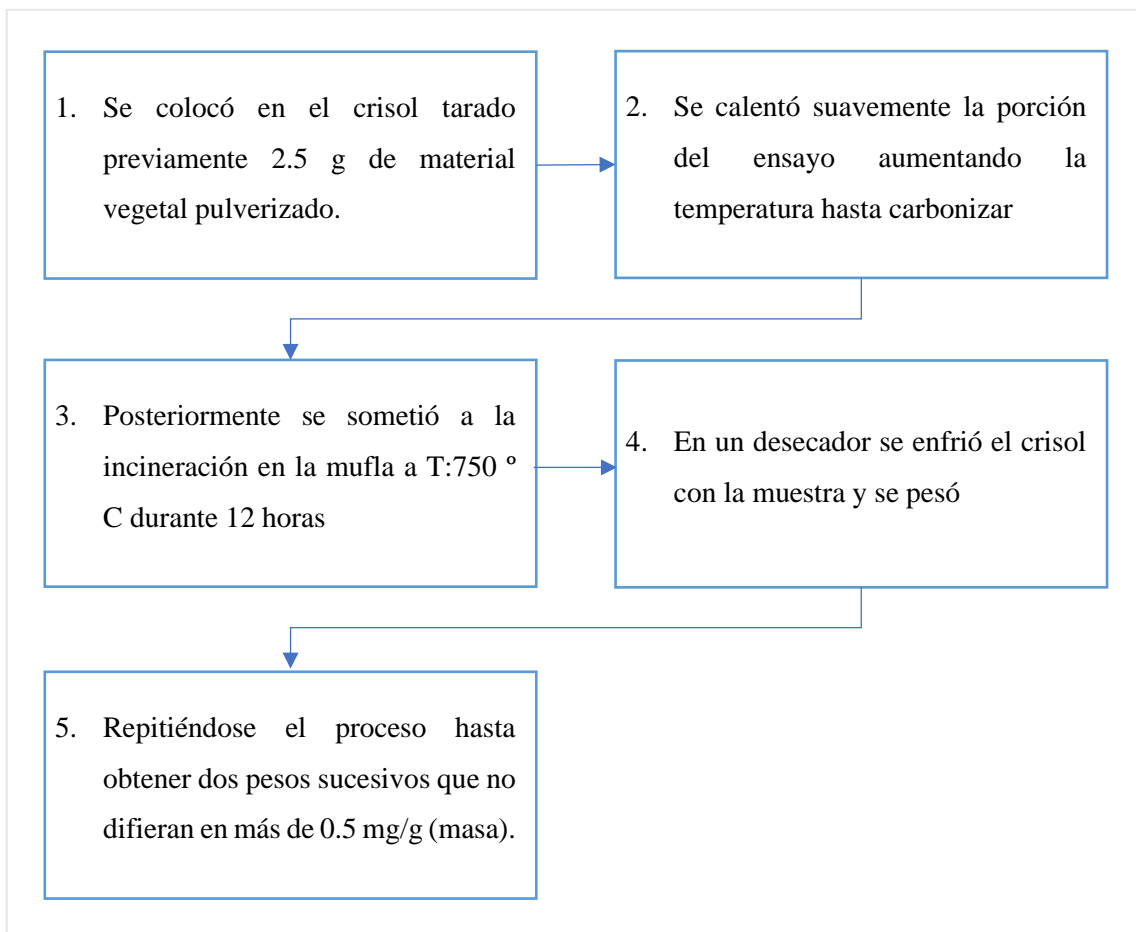 1. Se colocó en el crisol tarado
previamente 2.5 g de material
vegetal pulverizado.
2. Se calentó suavemente la porción
del ensayo aumentando la
temperatura hasta carbonizar
3. Posteriormente se sometió a la
incineración en la mufla a T:750 º
C durante 12 horas
4. En un desecador se enfrió el crisol
con la muestra y se pesó
5. Repitiéndose el proceso hasta
obtener dos pesos sucesivos que no
difieran en más de 0.5 mg/g (masa).